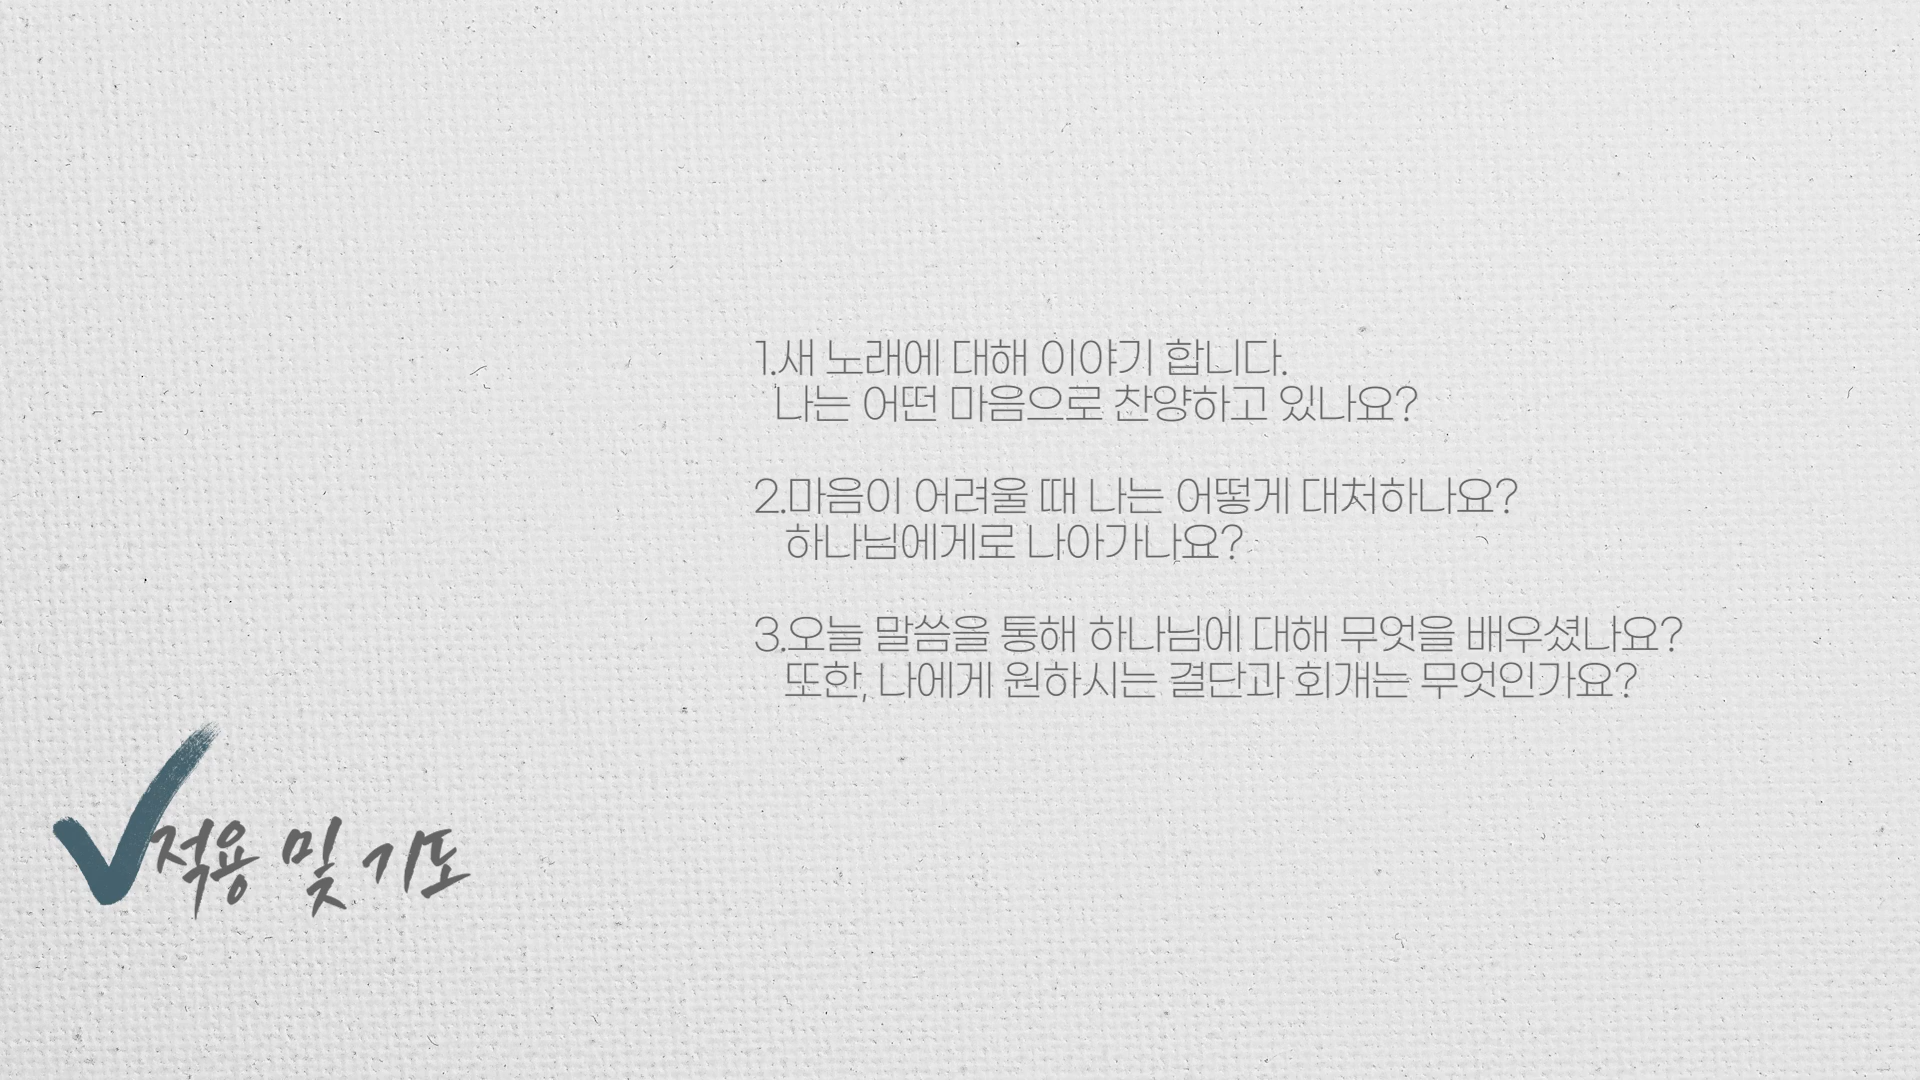 1.새 노래에 대해 이야기 합니다.
나는 어떤 마음으로 찬양하고 있나요?
2.마음이 어려울 때 나는 어떻게 대처하나요?
하나님에게로 나아가나요?
3.오늘 말씀을 통해 하나님에 대해 무엇을 배우셨나요?
또한, 나에게 원하시는 결단과 회개는 무엇인가요?
적용 및 기도